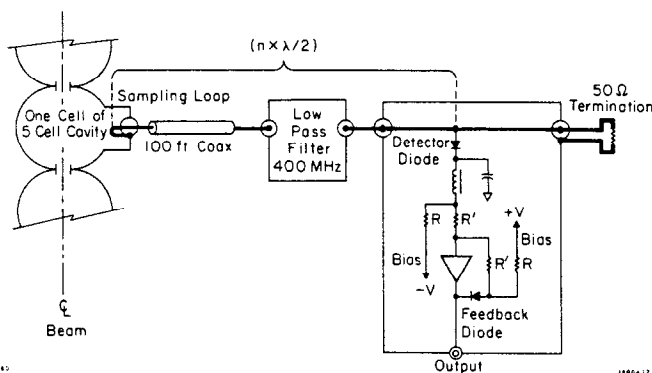 (n × λ/2)
Sampling Loop
One Cell of
5 Cell Cavity
100 ft Coax
Low
Pass
Filter
400 MHz
50Ω
Termination
Detector
Diode
R
R'
+V
Bias
Bias
R'
R
-V
Feedback
Diode
℄
Beam
Output